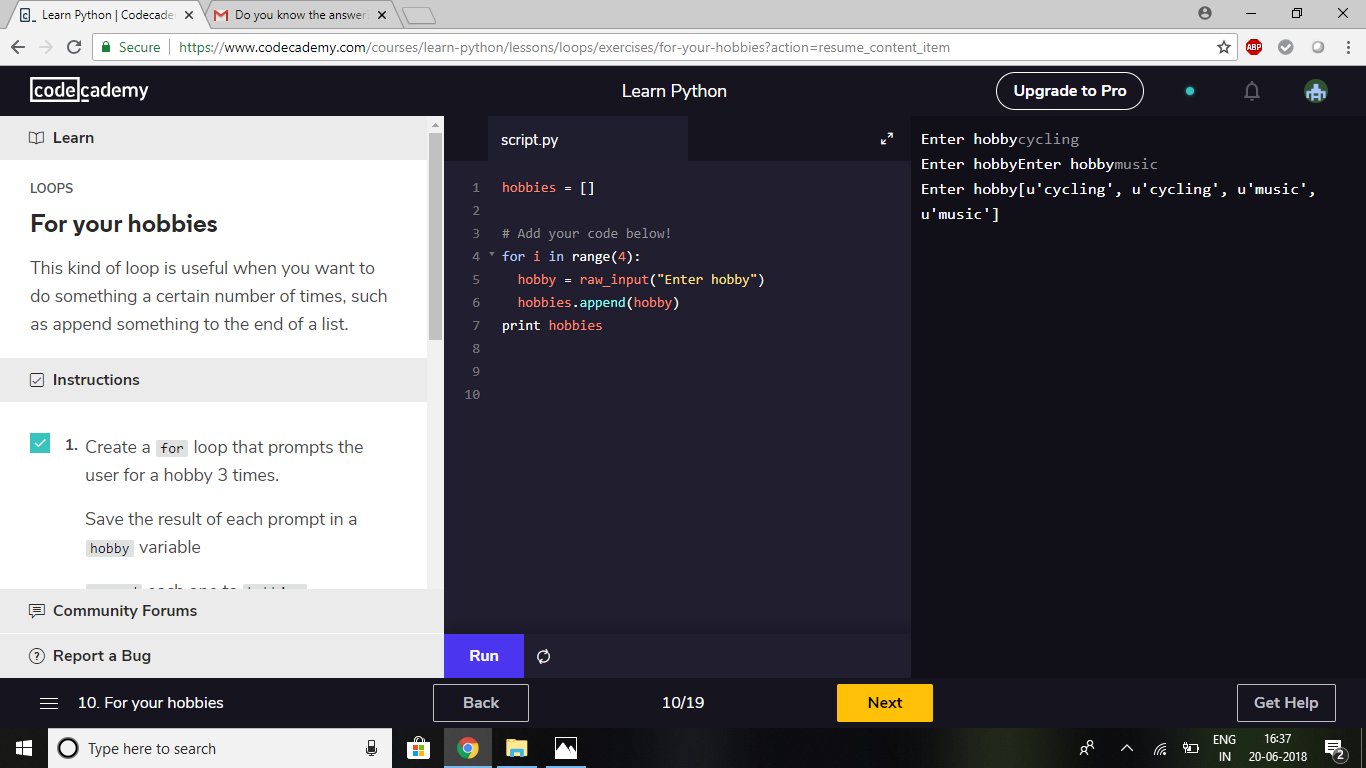 Learn Python | Codecade
Do you know the answer
Secure
https://www.codecademy.com/courses/learn-python/lessons/loops/exercises/for-your-hobbies?action=resume_content_item
ABP
codecademy
Learn Python
Upgrade to Pro
Learn
LOOPS
For your hobbies
This kind of loop is useful when you want to
do something a certain number of times, such
as append something to the end of a list.
Instructions
1. Create a for loop that prompts the
user for a hobby 3 times.
Save the result of each prompt in a
hobby variable
Community Forums
Report a Bug
script.py
1 hobbies = []
2
3 # Add your code below!
4 for i in range(4):
5 hobby = raw_input("Enter hobby")
6 hobbies.append(hobby)
7 print hobbies
8
9
10
Run
Enter hobbycycling
Enter hobbyEnter hobbymusic
Enter hobby[u'cycling', u'cycling', u'music',
u'music']
10. For your hobbies
Back
10/19
Next
Get Help
Type here to search
ENG
IN
16:37
20-06-2018
2